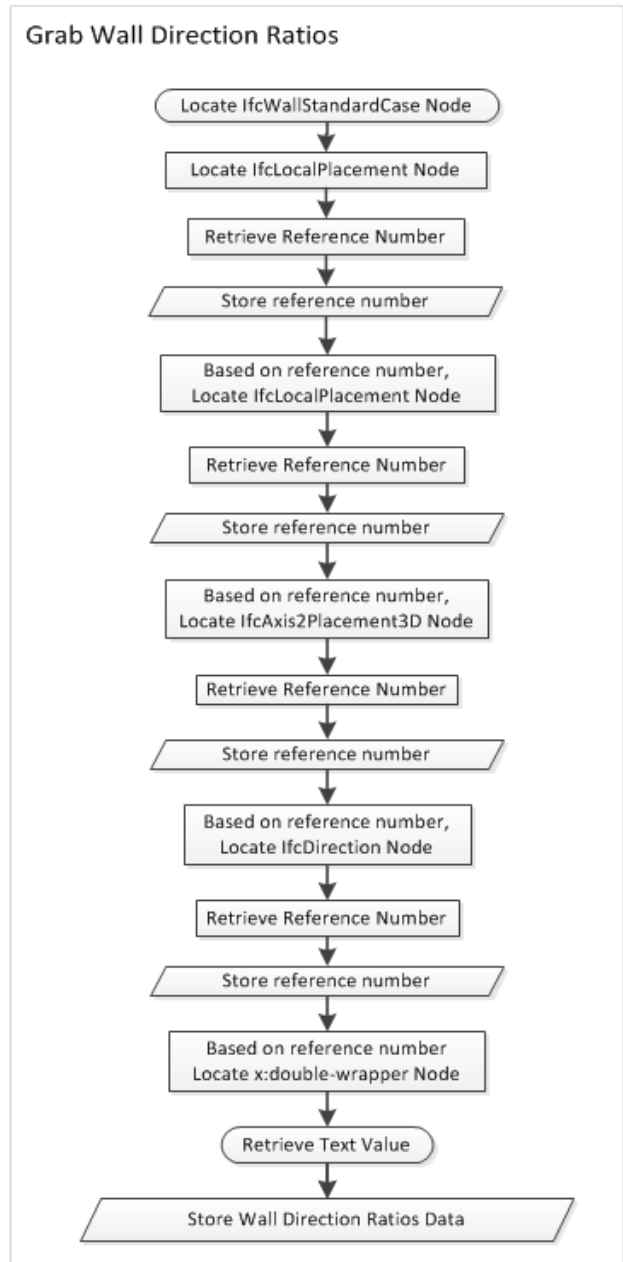 Grab Wall Direction Ratios
Locate IfcWallStandardCase Node
Locate IfcLocalPlacement Node
Retrieve Reference Number
Store reference number
Based on reference number,
Locate IfcLocalPlacement Node
Retrieve Reference Number
Store reference number
Based on reference number,
Locate IfcAxis2Placement3D Node
Retrieve Reference Number
Store reference number
Based on reference number,
Locate IfcDirection Node
Retrieve Reference Number
Store reference number
Based on reference number
Locate x:double-wrapper Node
Retrieve Text Value
Store Wall Direction Ratios Data